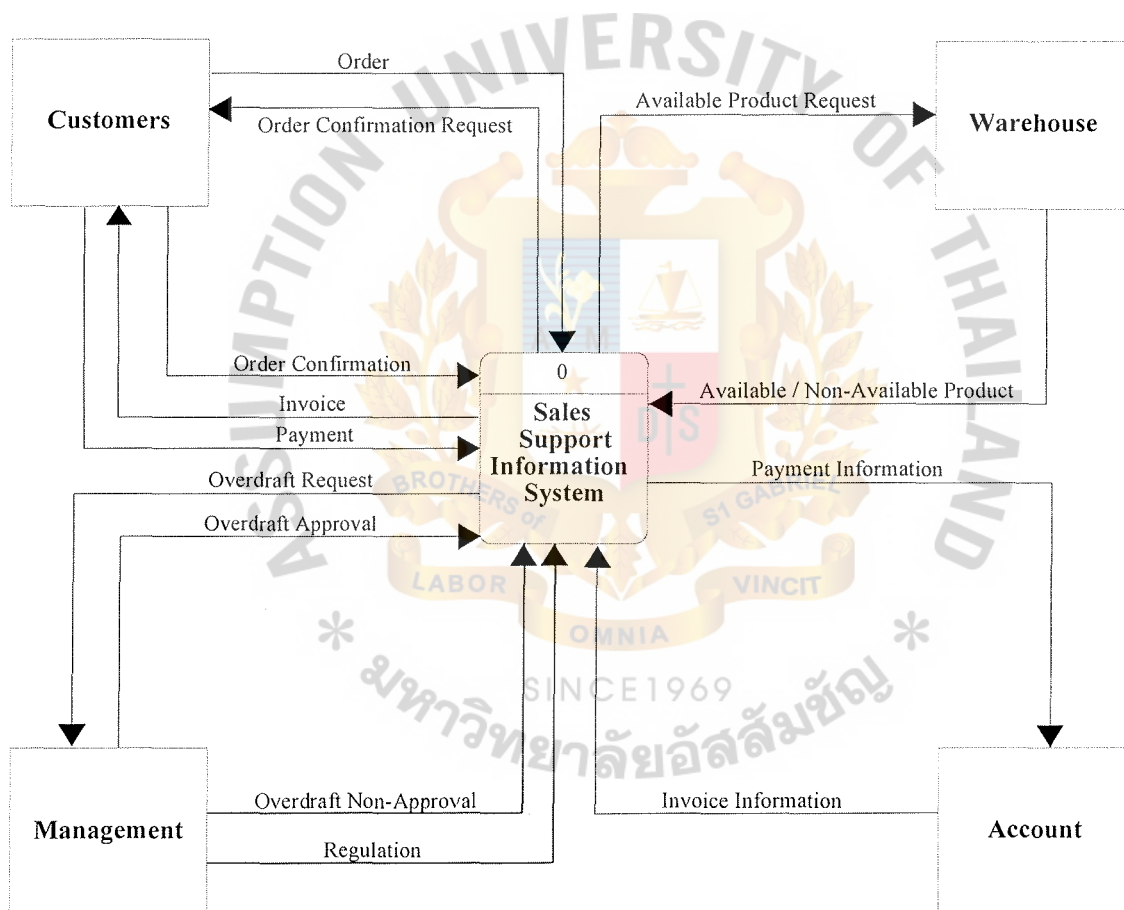 ASSUMPTION UNIVERSITY OF THAILAND
Order
Customers
Order Confirmation Request
Available Product Request
Warehouse
0
Sales
Support
Information
System
Order Confirmation
Invoice
Payment
Overdraft Request
Overdraft Approval
Available / Non-Available Product
Payment Information
D S
BROTHERS of
S1 GABRIEL
LABOR
VINCIT
OMNIA
SINCE1969
* มหาวิทยาลัยอัสสัมชัญ *
Management
Overdraft Non-Approval
Regulation
Invoice Information
Account